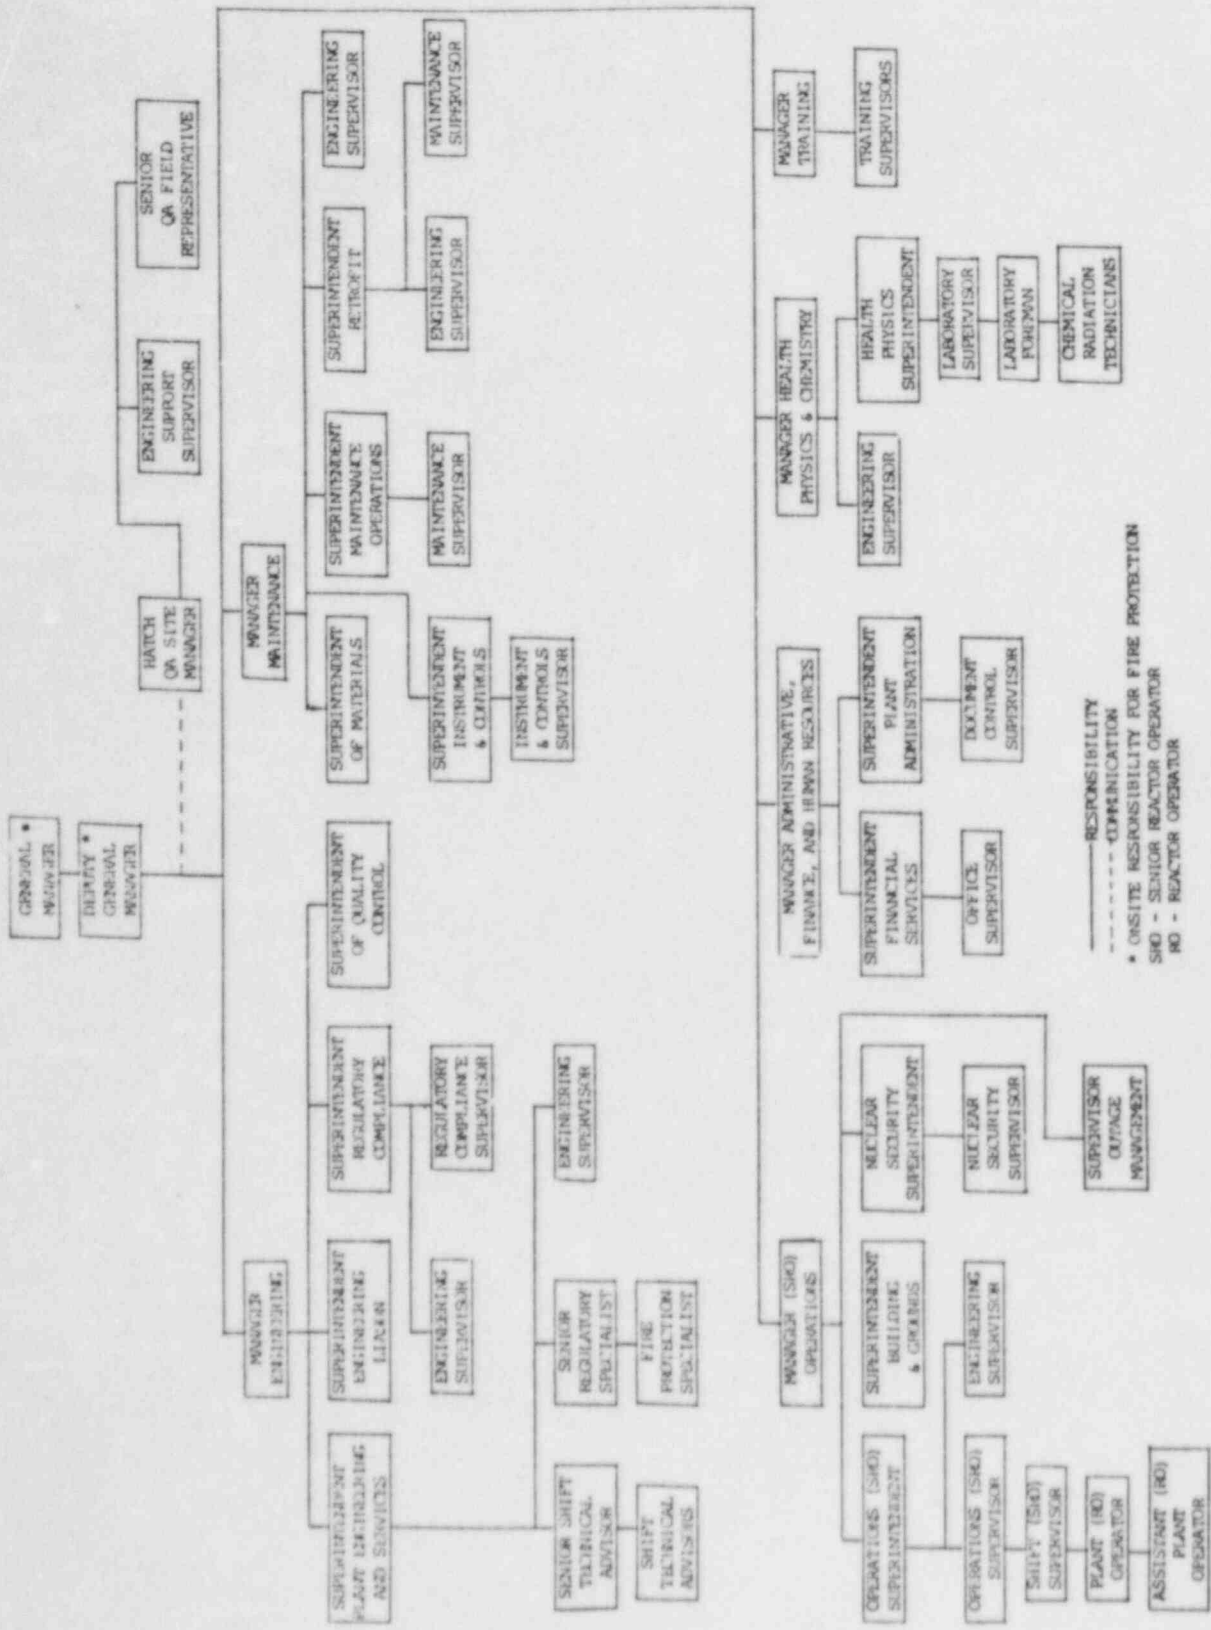 GENERAL *
MANAGER
DEPUTY *
GENERAL
MANAGER
HATCH
QA SITE
MANAGER
ENGINEERING
SUPPORT
SUPERVISOR
SENIOR
QA FIELD
REPRESENTATIVE
MANAGER
ENGINEERING
MANAGER
MAINTENANCE
SUPERINTENDENT
PLANT ENGINEERING
AND SERVICES
SUPERINTENDENT
ENGINEERING
LIAISON
SUPERINTENDENT
REGULATORY
COMPLIANCE
SUPERINTENDENT
OF QUALITY
CONTROL
SUPERINTENDENT
OF MATERIALS
SUPERINTENDENT
MAINTENANCE
OPERATIONS
SUPERINTENDENT
RETROFIT
ENGINEERING
SUPERVISOR
ENGINEERING
SUPERVISOR
REGULATORY
COMPLIANCE
SUPERVISOR
SUPERINTENDENT
INSTRUMENT
& CONTROLS
MAINTENANCE
SUPERVISOR
ENGINEERING
SUPERVISOR
MAINTENANCE
SUPERVISOR
INSTRUMENT
& CONTROLS
SUPERVISOR
SENIOR SHIFT
TECHNICAL
ADVISOR
SENIOR
REGULATORY
SPECIALIST
ENGINEERING
SUPERVISOR
SHIFT
TECHNICAL
ADVISORS
FIRE
PROTECTION
SPECIALIST
MANAGER (SRO)
OPERATIONS
MANAGER ADMINISTRATIVE,
FINANCE, AND HUMAN RESOURCES
MANAGER HEALTH
PHYSICS & CHEMISTRY
MANAGER
TRAINING
OPERATIONS (SRO)
SUPERINTENDENT
SUPERINTENDENT
BUILDING
& GROUNDS
NUCLEAR
SECURITY
SUPERINTENDENT
SUPERINTENDENT
FINANCIAL
SERVICES
SUPERINTENDENT
PLANT
ADMINISTRATION
ENGINEERING
SUPERVISOR
HEALTH
PHYSICS
SUPERINTENDENT
TRAINING
SUPERVISORS
OPERATIONS (SRO)
SUPERVISOR
ENGINEERING
SUPERVISOR
NUCLEAR
SECURITY
SUPERVISOR
OFFICE
SUPERVISOR
DOCUMENT
CONTROL
SUPERVISOR
LABORATORY
SUPERVISOR
SHIFT (SRO)
SUPERVISOR
LABORATORY
FOREMAN
PLANT (RO)
OPERATOR
SUPERVISOR
OUTAGE
MANAGEMENT
CHEMICAL
RADIATION
TECHNICIANS
ASSISTANT (RO)
PLANT
OPERATOR
———RESPONSIBILITY
------- COMMUNICATION
* ONSITE RESPONSIBILITY FOR FIRE PROTECTION
SRO - SENIOR REACTOR OPERATOR
RO - REACTOR OPERATOR